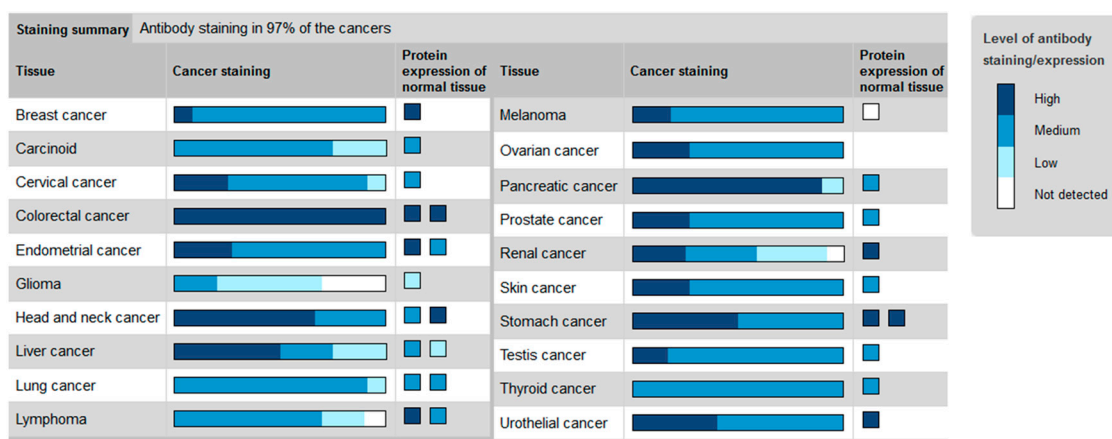 Staining summary Antibody staining in 97% of the cancers
Tissue Cancer staining Protein expression of normal tissue Tissue Cancer staining Protein expression of normal tissue
Breast cancer Melanoma
Carcinoid Ovarian cancer
Cervical cancer Pancreatic cancer
Colorectal cancer Prostate cancer
Endometrial cancer Renal cancer
Glioma Skin cancer
Head and neck cancer Stomach cancer
Liver cancer Testis cancer
Lung cancer Thyroid cancer
Lymphoma Urothelial cancer
Level of antibody
staining/expression
High
Medium
Low
Not detected